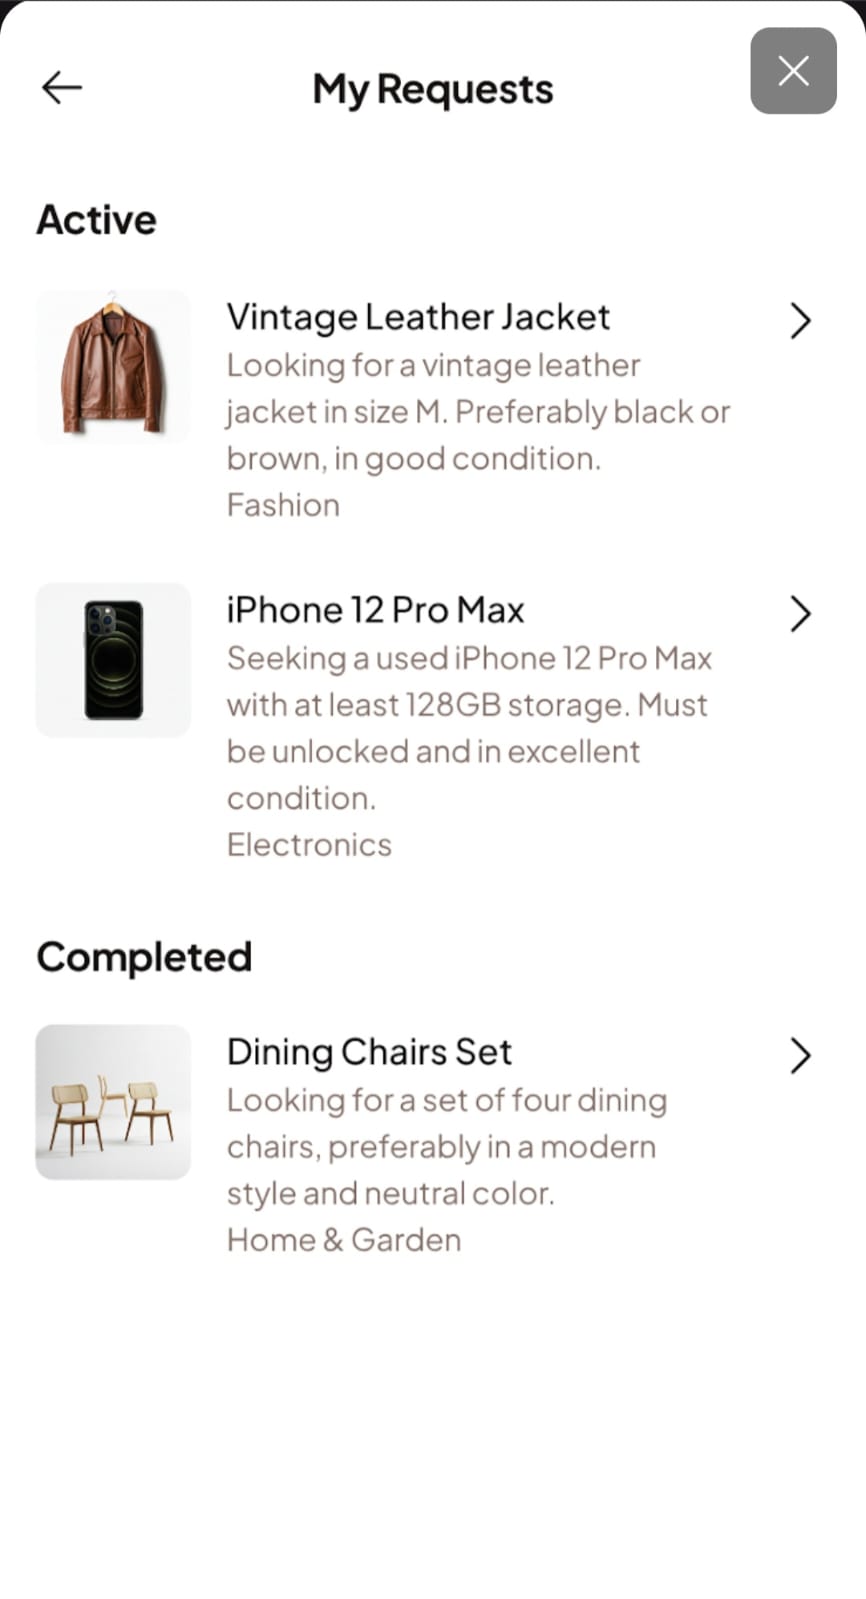 My Requests
Active
Vintage Leather Jacket
Looking for a vintage leather
jacket in size M. Preferably black or
brown, in good condition.
Fashion
iPhone 12 Pro Max
Seeking a used iPhone 12 Pro Max
with at least 128GB storage. Must
be unlocked and in excellent
condition.
Electronics
Completed
Dining Chairs Set
Looking for a set of four dining
chairs, preferably in a modern
style and neutral color.
Home & Garden